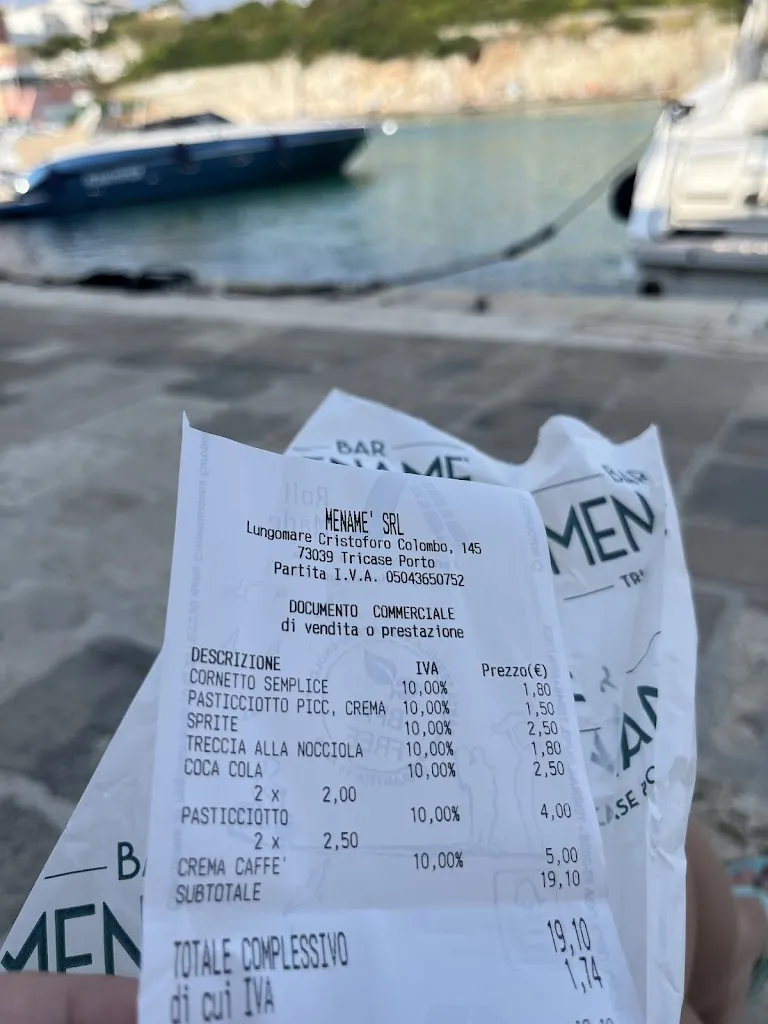 BAR
MENAME'
BAR
MEN
MENAME' SRL
Lungomare Cristoforo Colombo, 145
73039 Tricase Porto
Partita I.V.A. 05043650752
DOCUMENTO COMMERCIALE
di vendita o prestazione
DESCRIZIONE IVA Prezzo(€)
CORNETTO SEMPLICE 10,00% 1,80
PASTICCIOTTO PICC, CREMA 10,00% 1,50
SPRITE 10,00% 2,50
TRECCIA ALLA NOCCIOLA 10,00% 1,80
COCA COLA 10,00% 2,50
2 x 2,00
PASTICCIOTTO 10,00% 4,00
2 x 2,50
CREMA CAFFE' 10,00% 5,00
SUBTOTALE 19,10
TOTALE COMPLESSIVO 19,10
di cui IVA 1,74
MEN